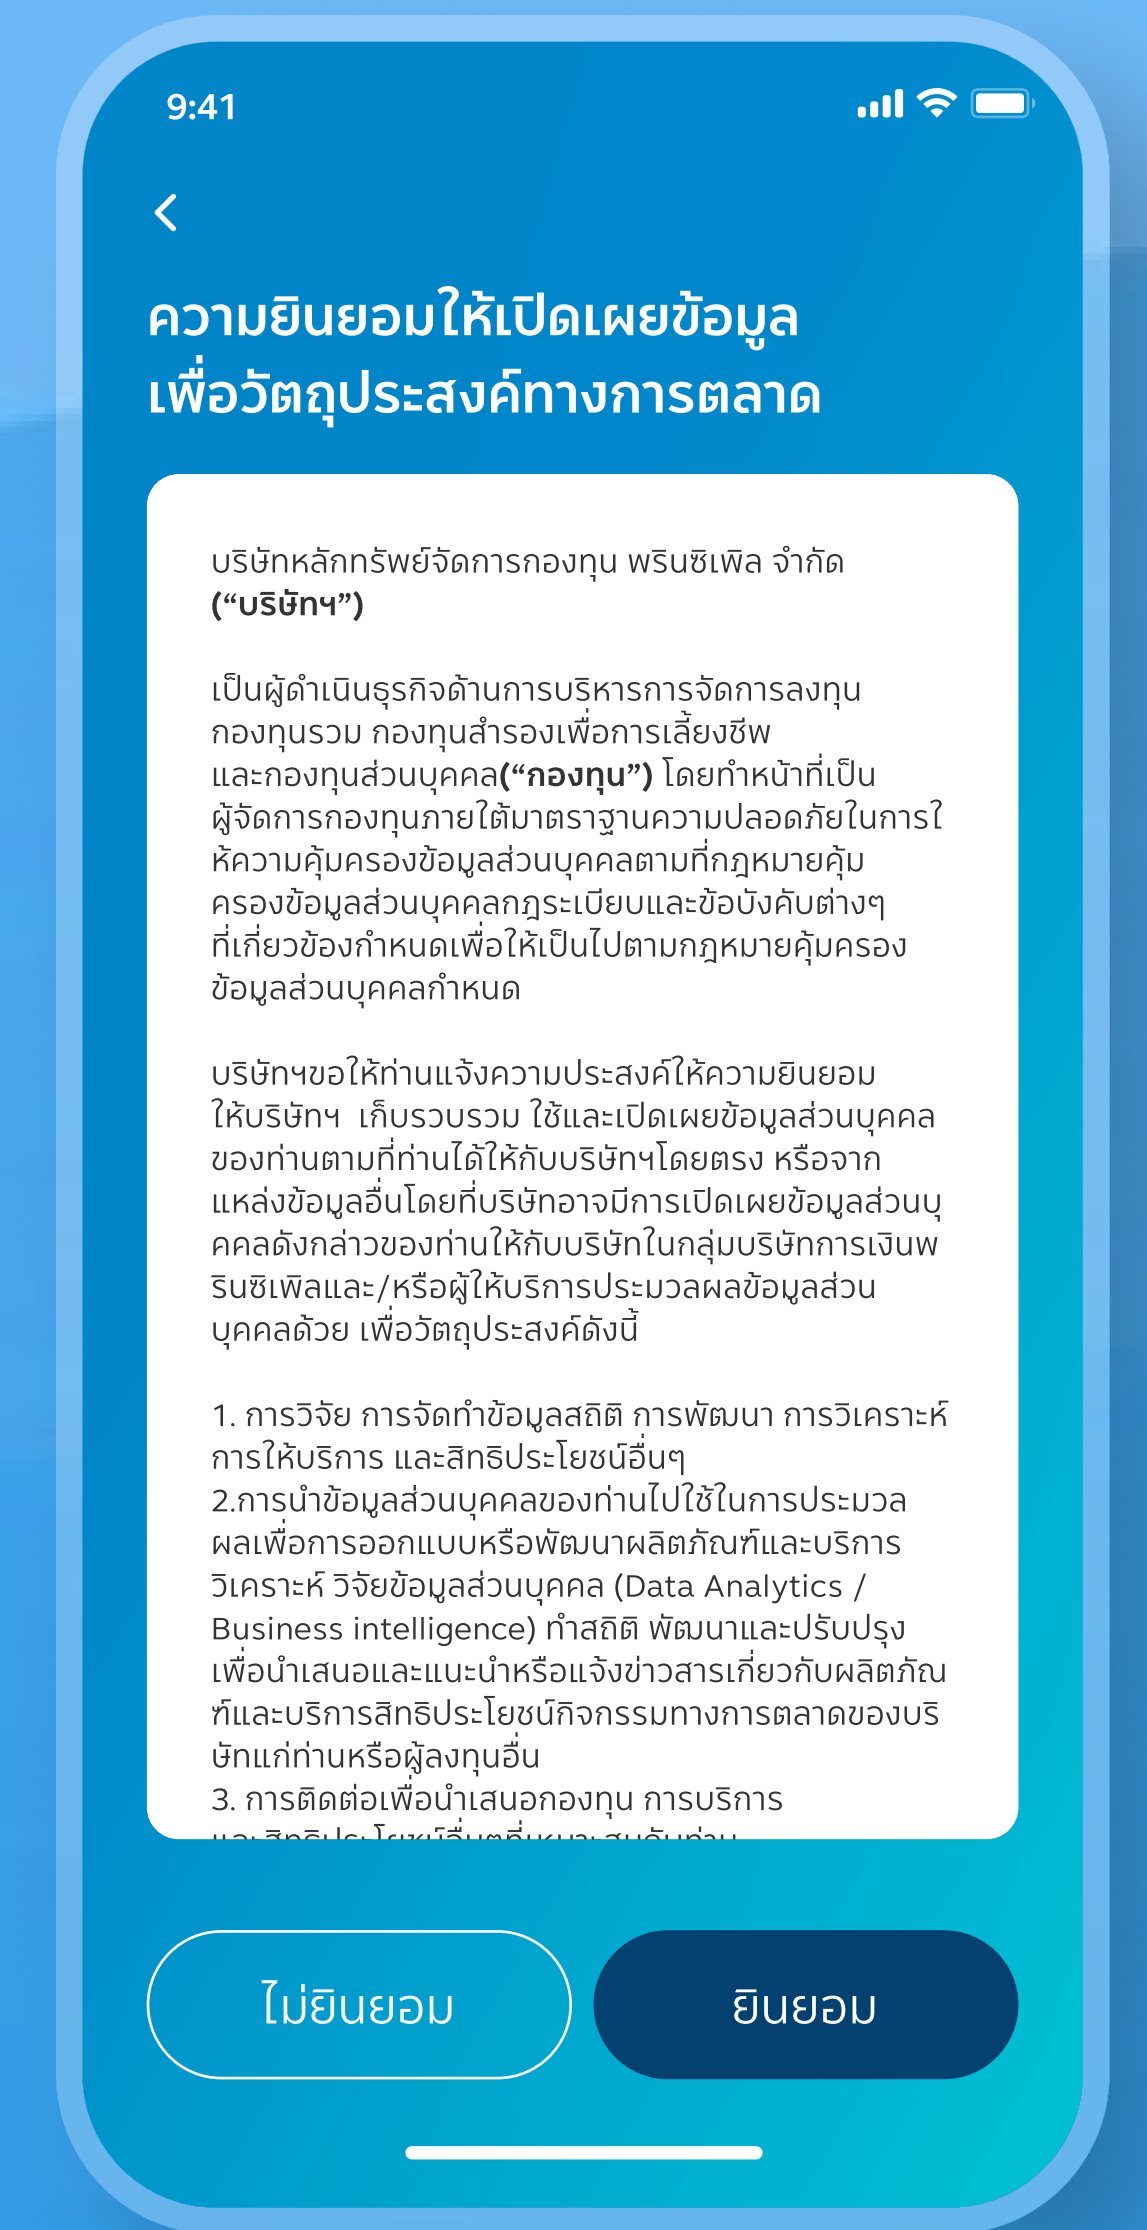 9:41
ความยินยอมให้เปิดเผยข้อมูล
เพื่อวัตถุประสงค์ทางการตลาด
บริษัทหลักทรัพย์จัดการกองทุน พรินซิเพิล จำกัด
(“บริษัทฯ”)
เป็นผู้ดำเนินธุรกิจด้านการบริหารการจัดการลงทุน
กองทุนรวม กองทุนสำรองเพื่อการเลี้ยงชีพ
และกองทุนส่วนบุคคล(“กองทุน”) โดยทำหน้าที่เป็น
ผู้จัดการกองทุนภายใต้มาตราฐานความปลอดภัยในการใ
ห้ความคุ้มครองข้อมูลส่วนบุคคลตามที่กฎหมายคุ้ม
ครองข้อมูลส่วนบุคคลกฎระเบียบและข้อบังคับต่างๆ
ที่เกี่ยวข้องกำหนดเพื่อให้เป็นไปตามกฎหมายคุ้มครอง
ข้อมูลส่วนบุคคลกำหนด
บริษัทฯขอให้ท่านแจ้งความประสงค์ให้ความยินยอม
ให้บริษัทฯ  เก็บรวบรวม ใช้และเปิดเผยข้อมูลส่วนบุคคล
ของท่านตามที่ท่านได้ให้กับบริษัทฯโดยตรง หรือจาก
แหล่งข้อมูลอื่นโดยที่บริษัทอาจมีการเปิดเผยข้อมูลส่วนบุ
คคลดังกล่าวของท่านให้กับบริษัทในกลุ่มบริษัทการเงินพ
รินซิเพิลและ/หรือผู้ให้บริการประมวลผลข้อมูลส่วน
บุคคลด้วย เพื่อวัตถุประสงค์ดังนี้
1. การวิจัย การจัดทำข้อมูลสถิติ การพัฒนา การวิเคราะห์
การให้บริการ และสิทธิประโยชน์อื่นๆ
2.การนำข้อมูลส่วนบุคคลของท่านไปใช้ในการประมวล
ผลเพื่อการออกแบบหรือพัฒนาผลิตภัณฑ์และบริการ
วิเคราะห์ วิจัยข้อมูลส่วนบุคคล (Data Analytics /
Business intelligence) ทำสถิติ พัฒนาและปรับปรุง
เพื่อนำเสนอและแนะนำหรือแจ้งข่าวสารเกี่ยวกับผลิตภัณ
ฑ์และบริการสิทธิประโยชน์กิจกรรมทางการตลาดของบริ
ษัทแก่ท่านหรือผู้ลงทุนอื่น
3. การติดต่อเพื่อนำเสนอกองทุน การบริการ
และสิทธิประโยชน์อื่นๆที่เหมาะสมกับท่าน
ไม่ยินยอม
ยินยอม